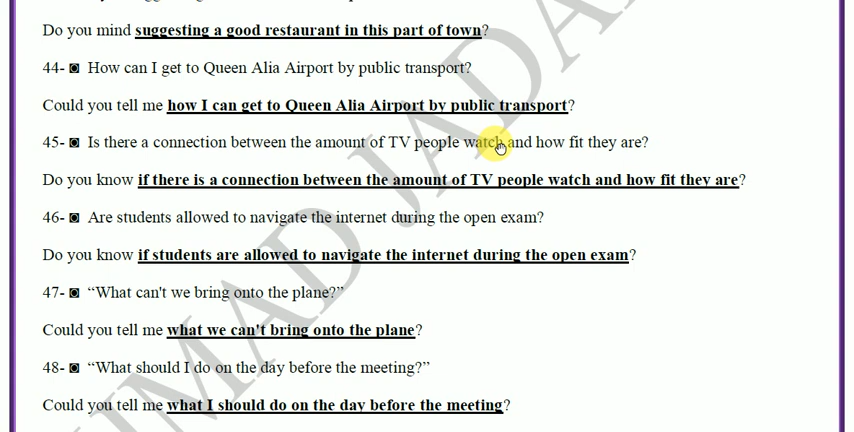 Do you mind suggesting a good restaurant in this part of town?
44- ◙ How can I get to Queen Alia Airport by public transport?
Could you tell me how I can get to Queen Alia Airport by public transport?
45- ◙ Is there a connection between the amount of TV people watch and how fit they are?
Do you know if there is a connection between the amount of TV people watch and how fit they are?
46- ◙ Are students allowed to navigate the internet during the open exam?
Do you know if students are allowed to navigate the internet during the open exam?
47- ◙ “What can't we bring onto the plane?”
Could you tell me what we can't bring onto the plane?
48- ◙ “What should I do on the day before the meeting?”
Could you tell me what I should do on the day before the meeting?